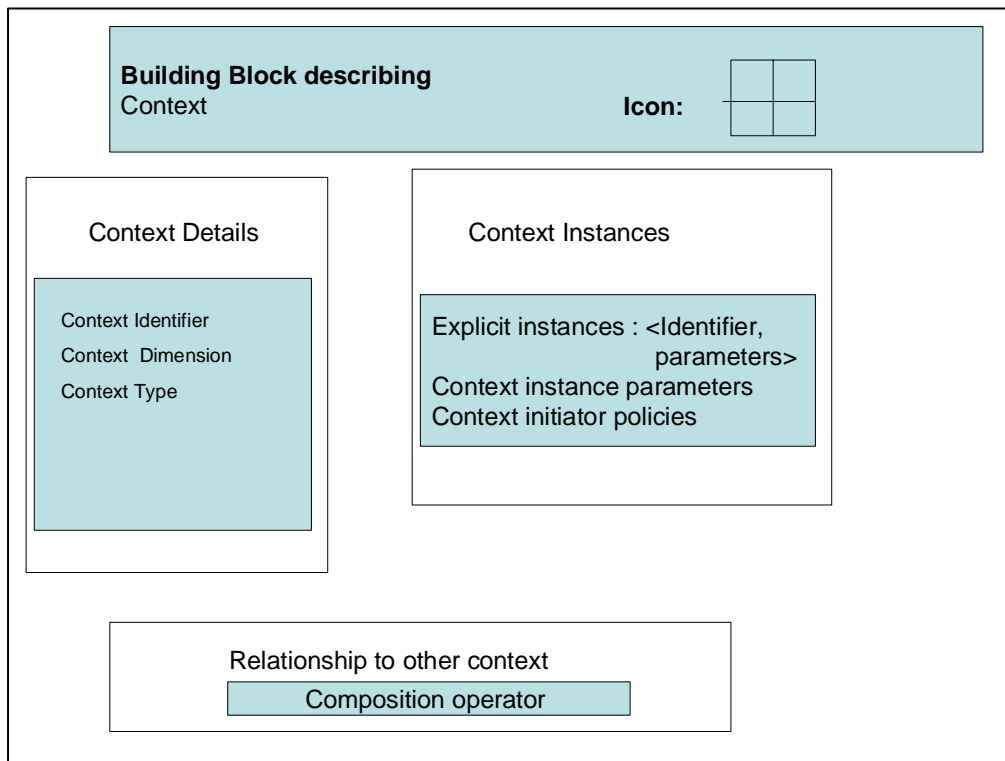 Building Block describing
Context
Icon:
Context Details
Context Identifier
Context Dimension
Context Type
Context Instances
Explicit instances : <Identifier,
parameters>
Context instance parameters
Context initiator policies
Relationship to other context
Composition operator